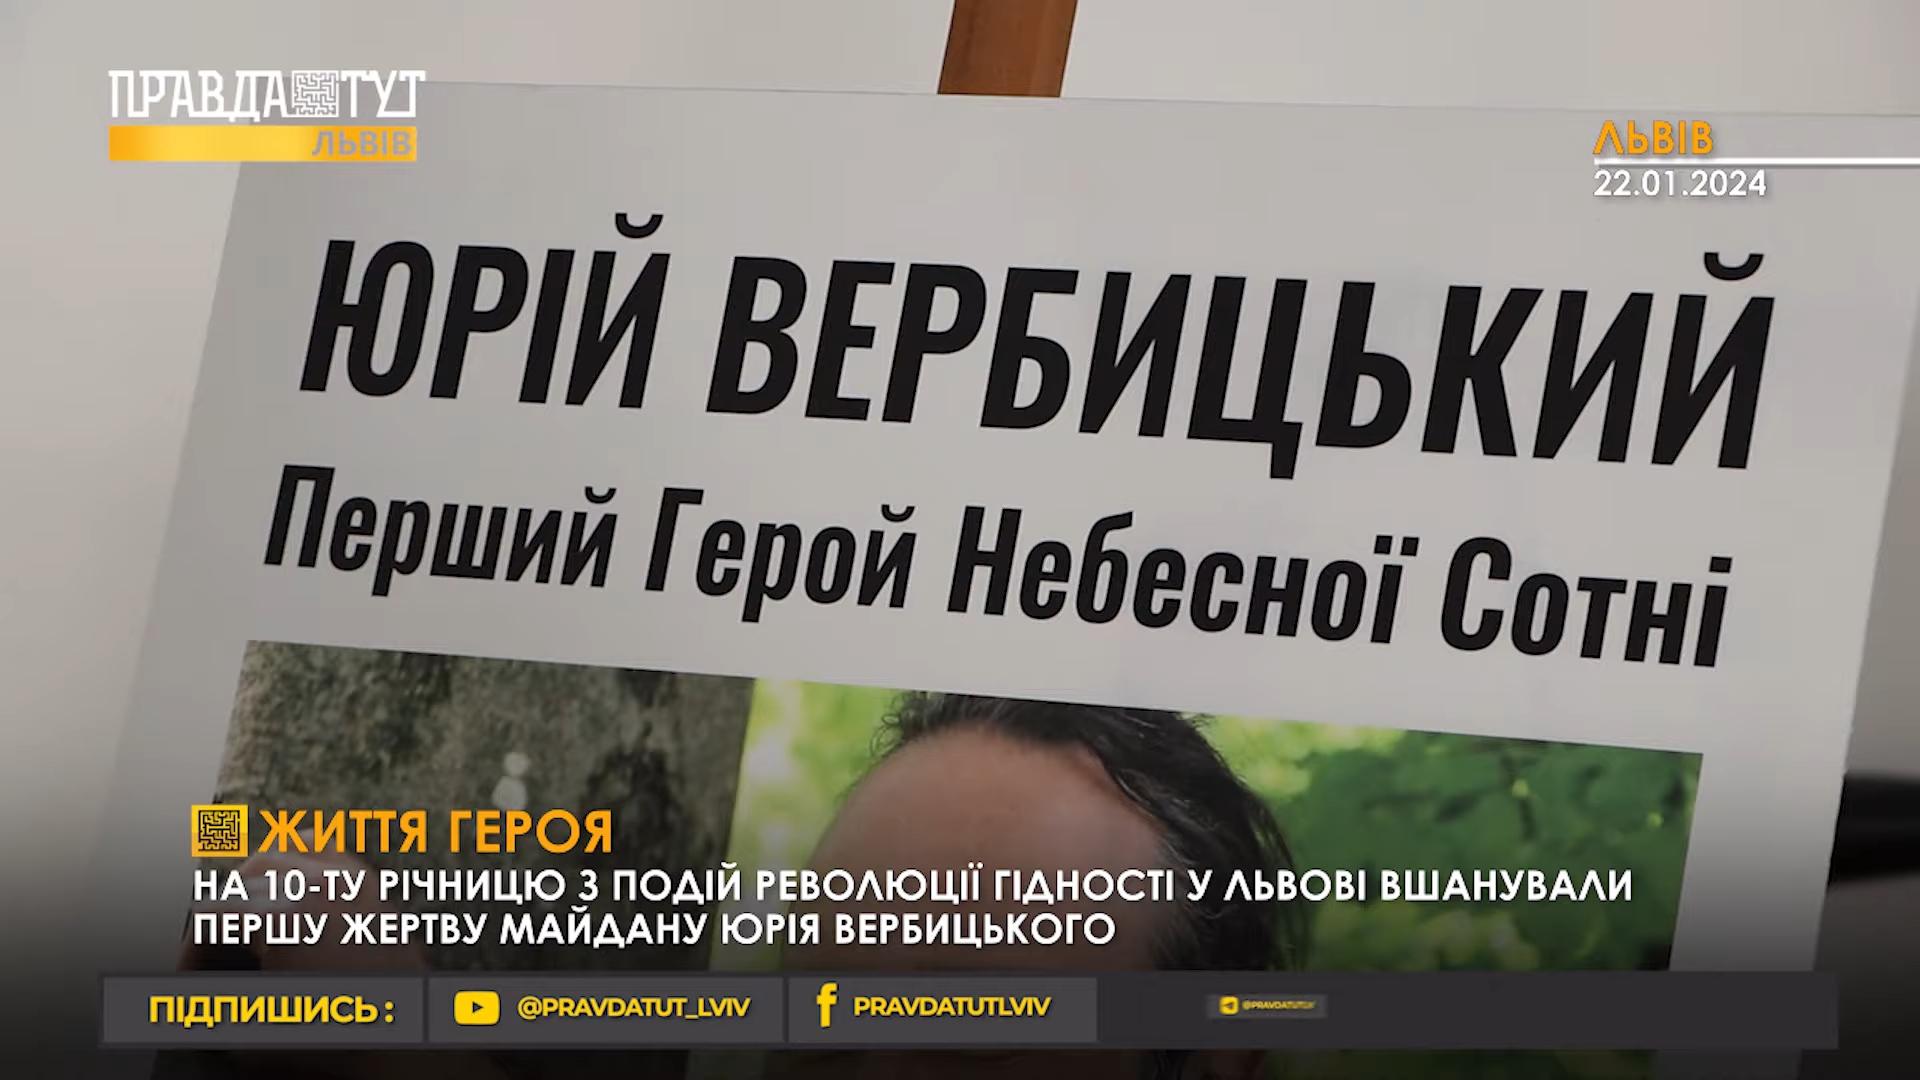 ПРАВДА ТУТ
ЛЬВІВ
ЛЬВІВ
22.01.2024
ЮРІЙ ВЕРБИЦЬКИЙ
Перший Герой Небесної Сотні
ЖИТТЯ ГЕРОЯ
НА 10-ТУ РІЧНИЦЮ З ПОДІЙ РЕВОЛЮЦІЇ ГІДНОСТІ У ЛЬВОВІ ВШАНУВАЛИ
ПЕРШУ ЖЕРТВУ МАЙДАНУ ЮРІЯ ВЕРБИЦЬКОГО
ПІДПИШИСЬ: @PRAVDATUT_LVIV PRAVDATUTLVIV